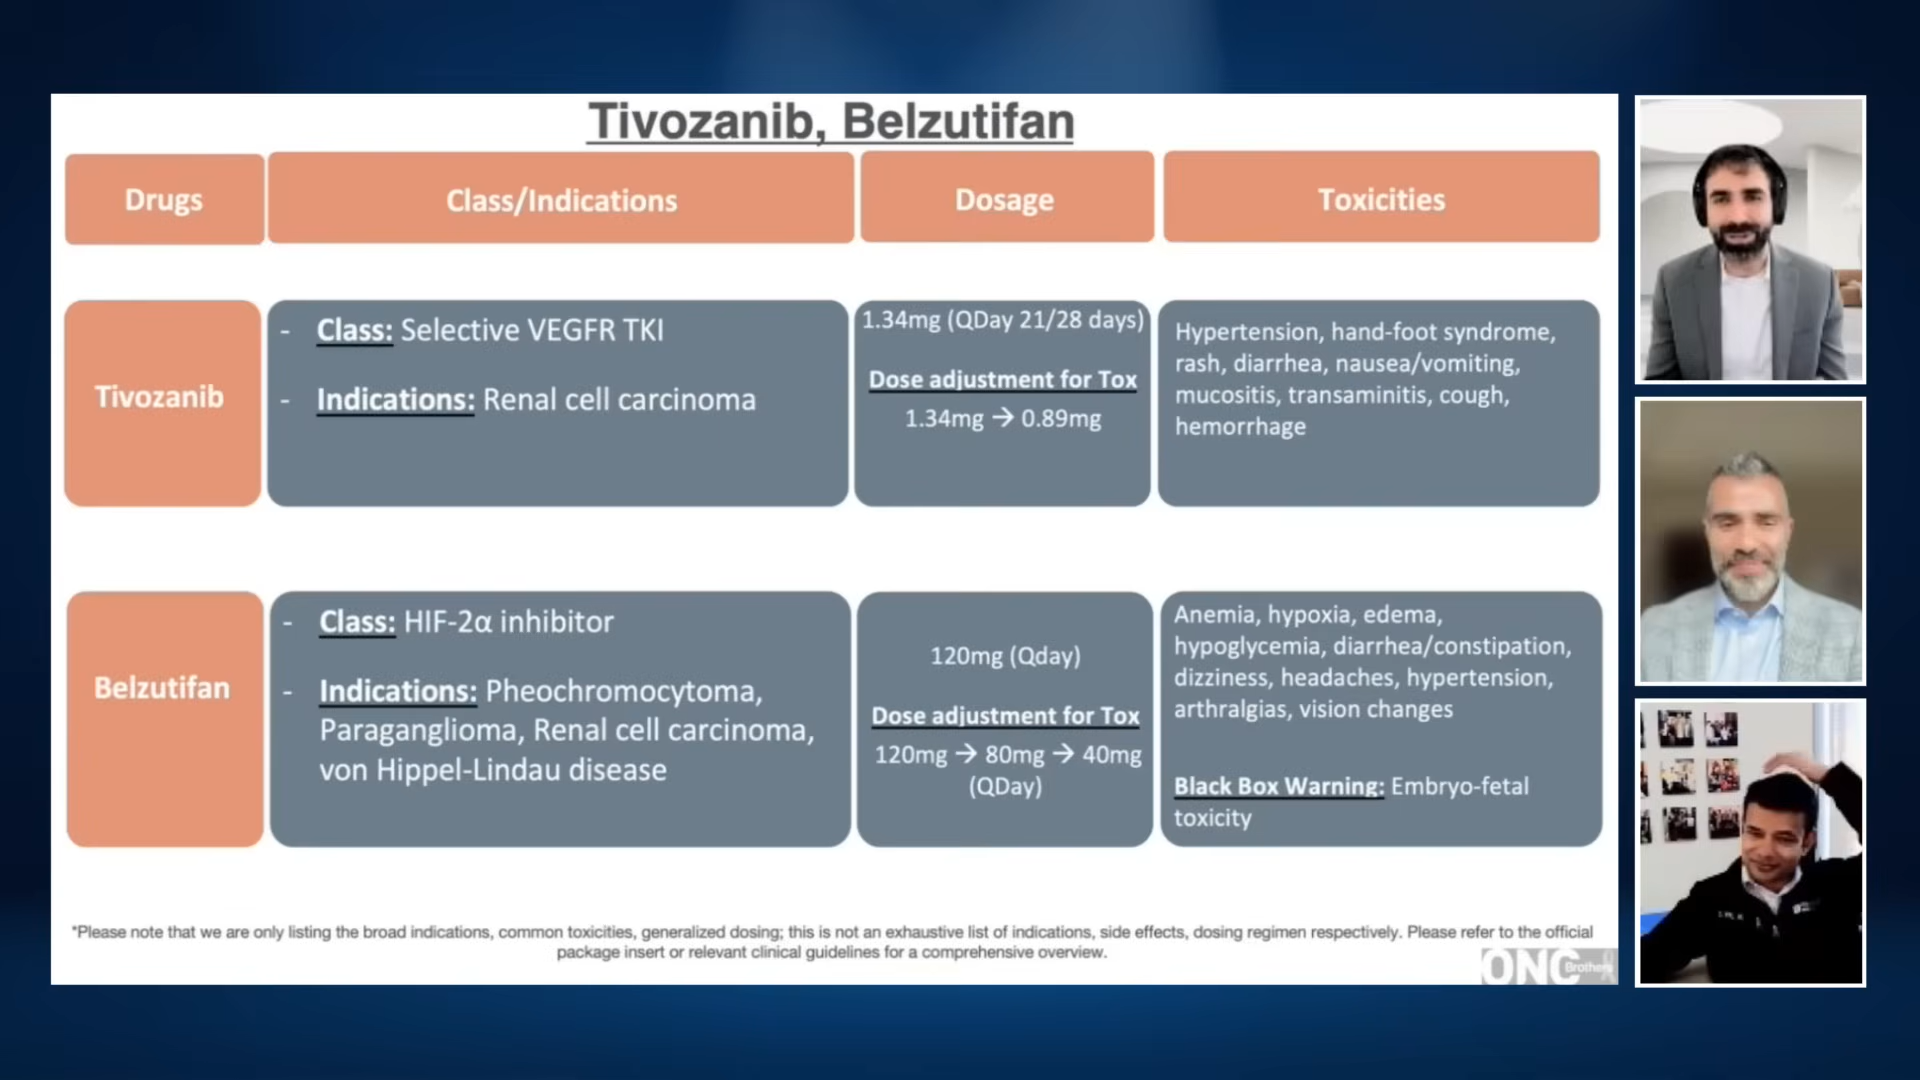 Tivozanib, Belzutifan
Drugs
Class/Indications
Dosage
Toxicities
Tivozanib
- Class: Selective VEGFR TKI
- Indications: Renal cell carcinoma
1.34mg (QDay 21/28 days)
Dose adjustment for Tox
1.34mg → 0.89mg
Hypertension, hand-foot syndrome,
rash, diarrhea, nausea/vomiting,
mucositis, transaminitis, cough,
hemorrhage
Belzutifan
- Class: HIF-2α inhibitor
- Indications: Pheochromocytoma,
Paraganglioma, Renal cell carcinoma,
von Hippel-Lindau disease
120mg (Qday)
Dose adjustment for Tox
120mg → 80mg → 40mg
(QDay)
Anemia, hypoxia, edema,
hypoglycemia, diarrhea/constipation,
dizziness, headaches, hypertension,
arthralgias, vision changes
Black Box Warning: Embryo-fetal
toxicity
*Please note that we are only listing the broad indications, common toxicities, generalized dosing; this is not an exhaustive list of indications, side effects, dosing regimen respectively. Please refer to the official
package insert or relevant clinical guidelines for a comprehensive overview.
ONC Brothers